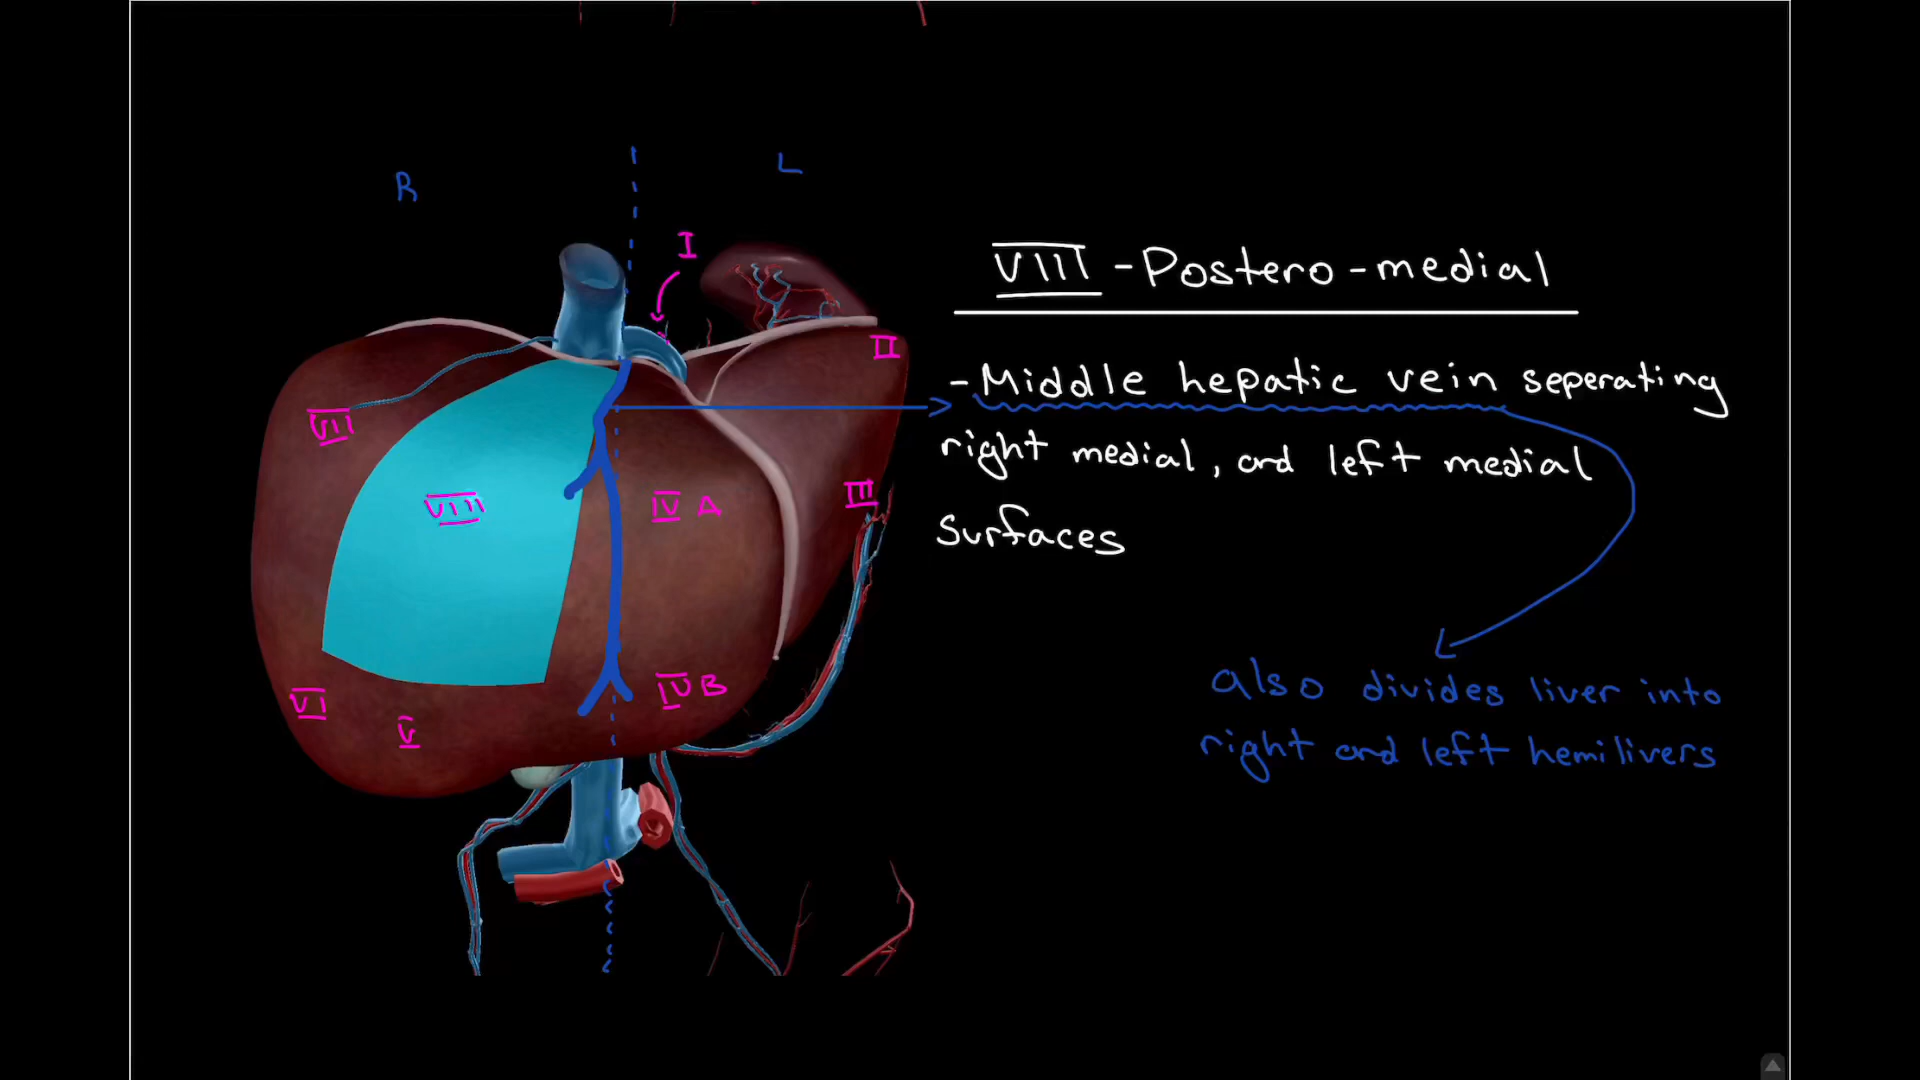 R
L
I
VIII - Postero-medial
II
- Middle hepatic vein seperating
VII
right medial, and left medial
III
VIII
IV A
surfaces
IV B
also divides liver into
VI
V
right and left hemilivers